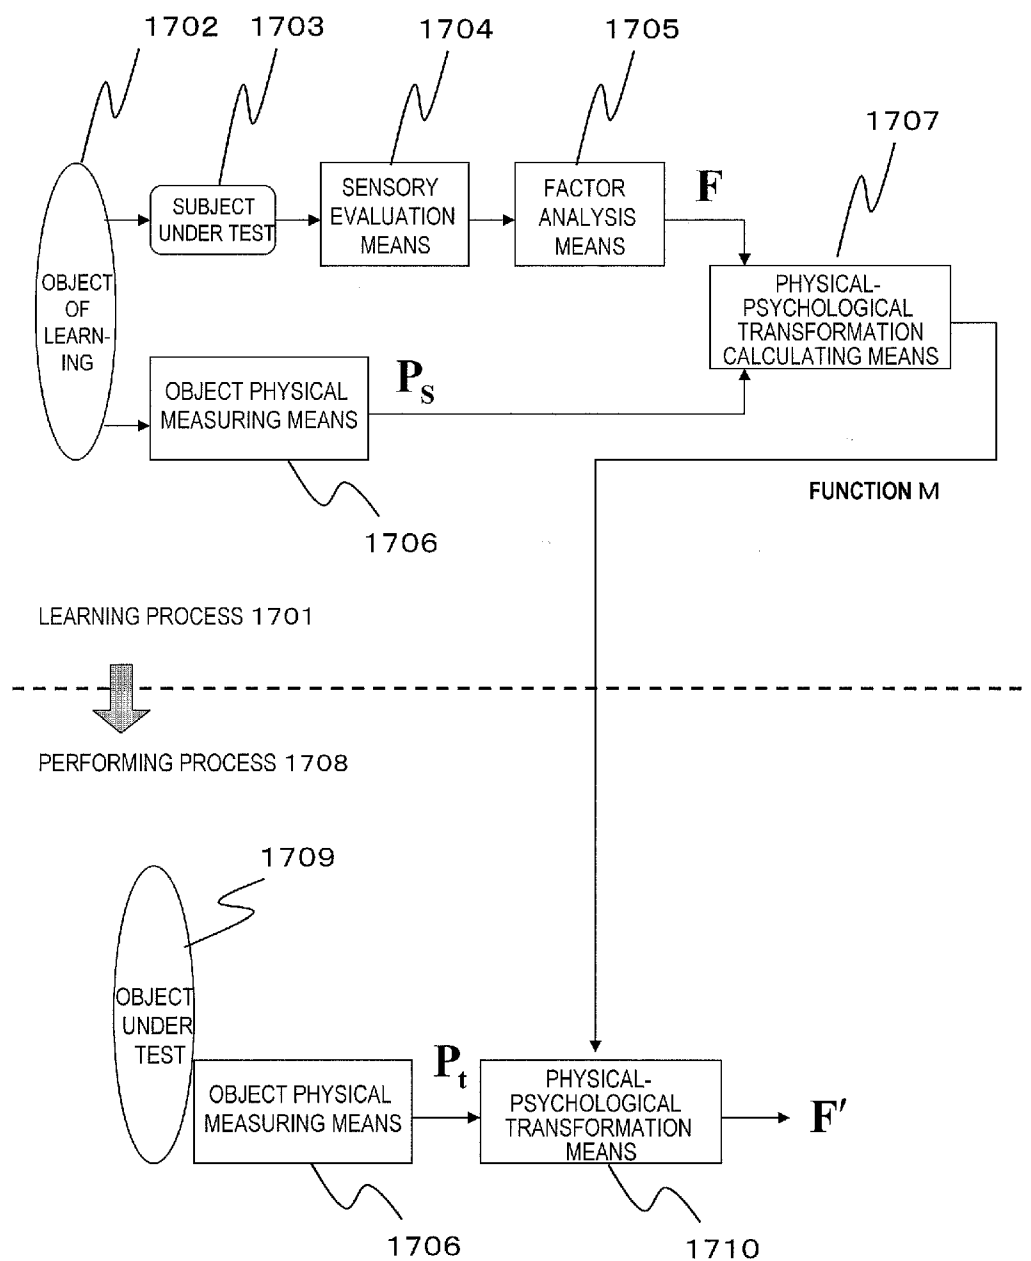 1702
1703
1704
1705
1707
SUBJECT
UNDER TEST
SENSORY
EVALUATION
MEANS
FACTOR
ANALYSIS
MEANS
F
OBJECT
OF
LEARN-
ING
PHYSICAL-
PSYCHOLOGICAL
TRANSFORMATION
CALCULATING MEANS
OBJECT PHYSICAL
MEASURING MEANS
Ps
FUNCTION M
1706
LEARNING PROCESS 1701
PERFORMING PROCESS 1708
1709
OBJECT
UNDER
TEST
OBJECT PHYSICAL
MEASURING MEANS
Pt
PHYSICAL-
PSYCHOLOGICAL
TRANSFORMATION
MEANS
F′
1706
1710